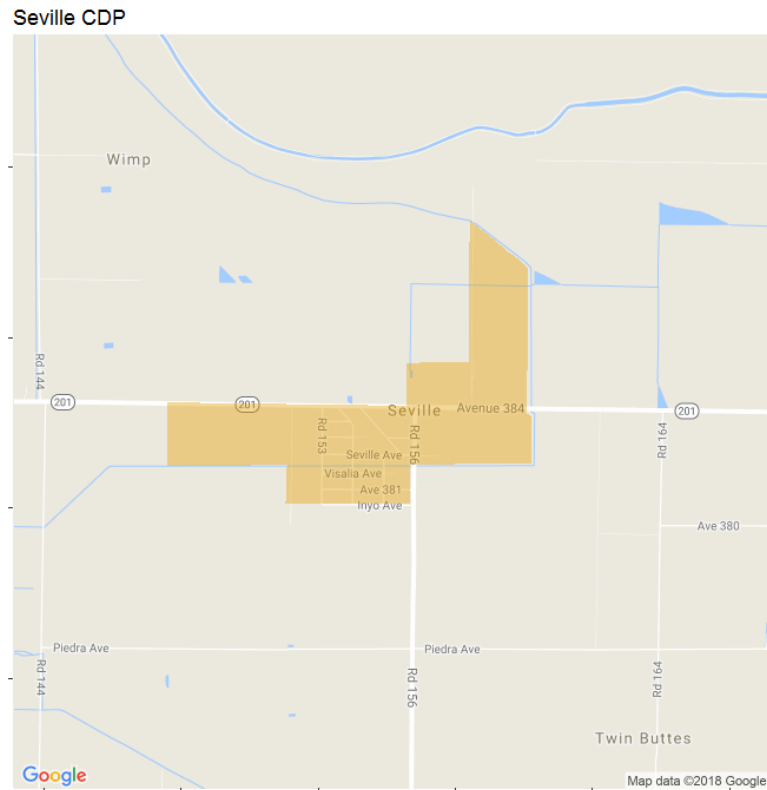 Seville CDP
Wimp
Rd 144
201
201
Seville
Avenue 384
201
Rd 153
Rd 156
Rd 164
Seville Ave
Visalia Ave
Ave 381
Inyo Ave
Ave 380
Piedra Ave
Piedra Ave
Rd 144
Rd 156
Rd 164
Twin Buttes
Google
Map data ©2018 Google